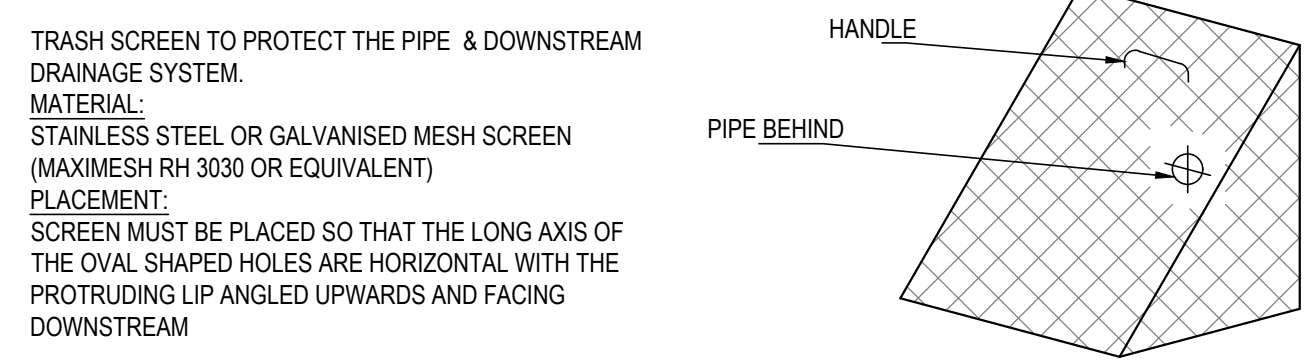 TRASH SCREEN TO PROTECT THE PIPE & DOWNSTREAM
DRAINAGE SYSTEM.
MATERIAL:
STAINLESS STEEL OR GALVANISED MESH SCREEN
(MAXIMESH RH 3030 OR EQUIVALENT)
PLACEMENT:
SCREEN MUST BE PLACED SO THAT THE LONG AXIS OF
THE OVAL SHAPED HOLES ARE HORIZONTAL WITH THE
PROTRUDING LIP ANGLED UPWARDS AND FACING
DOWNSTREAM
HANDLE
PIPE BEHIND